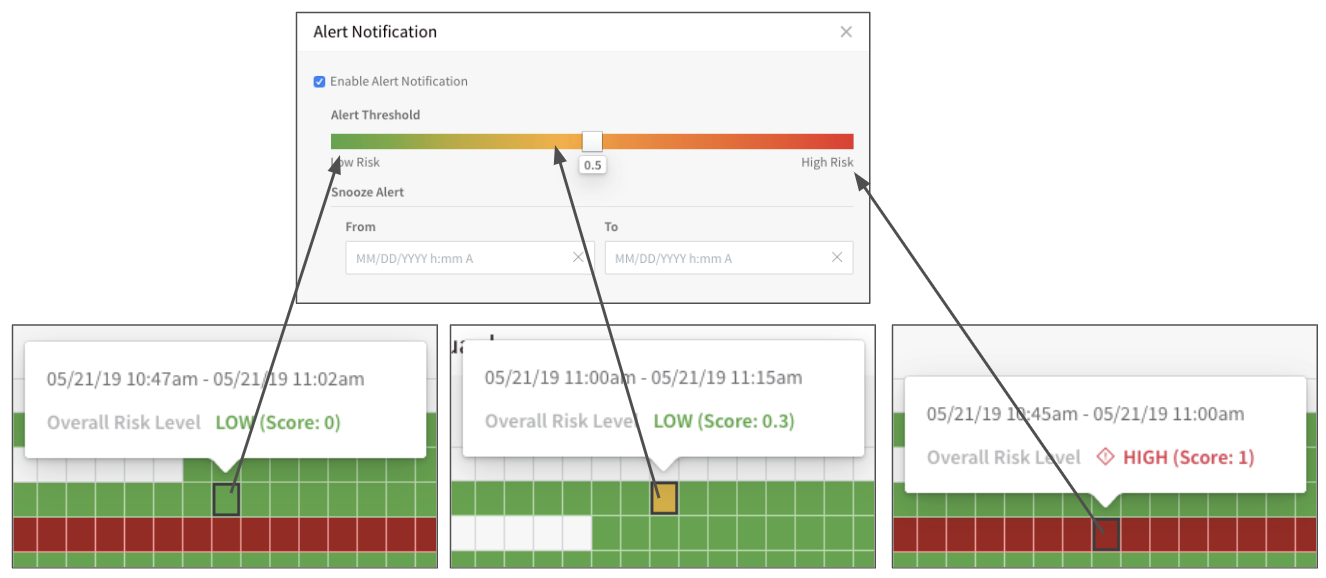 Alert Notification
Enable Alert Notification
Alert Threshold
Low Risk
High Risk
0.5
Snooze Alert
From
To
MM/DD/YYYY h:mm A
MM/DD/YYYY h:mm A
05/21/19 10:47am - 05/21/19 11:02am
Overall Risk Level LOW (Score: 0)
05/21/19 11:00am - 05/21/19 11:15am
Overall Risk Level LOW (Score: 0.3)
05/21/19 10:45am - 05/21/19 11:00am
Overall Risk Level HIGH (Score: 1)